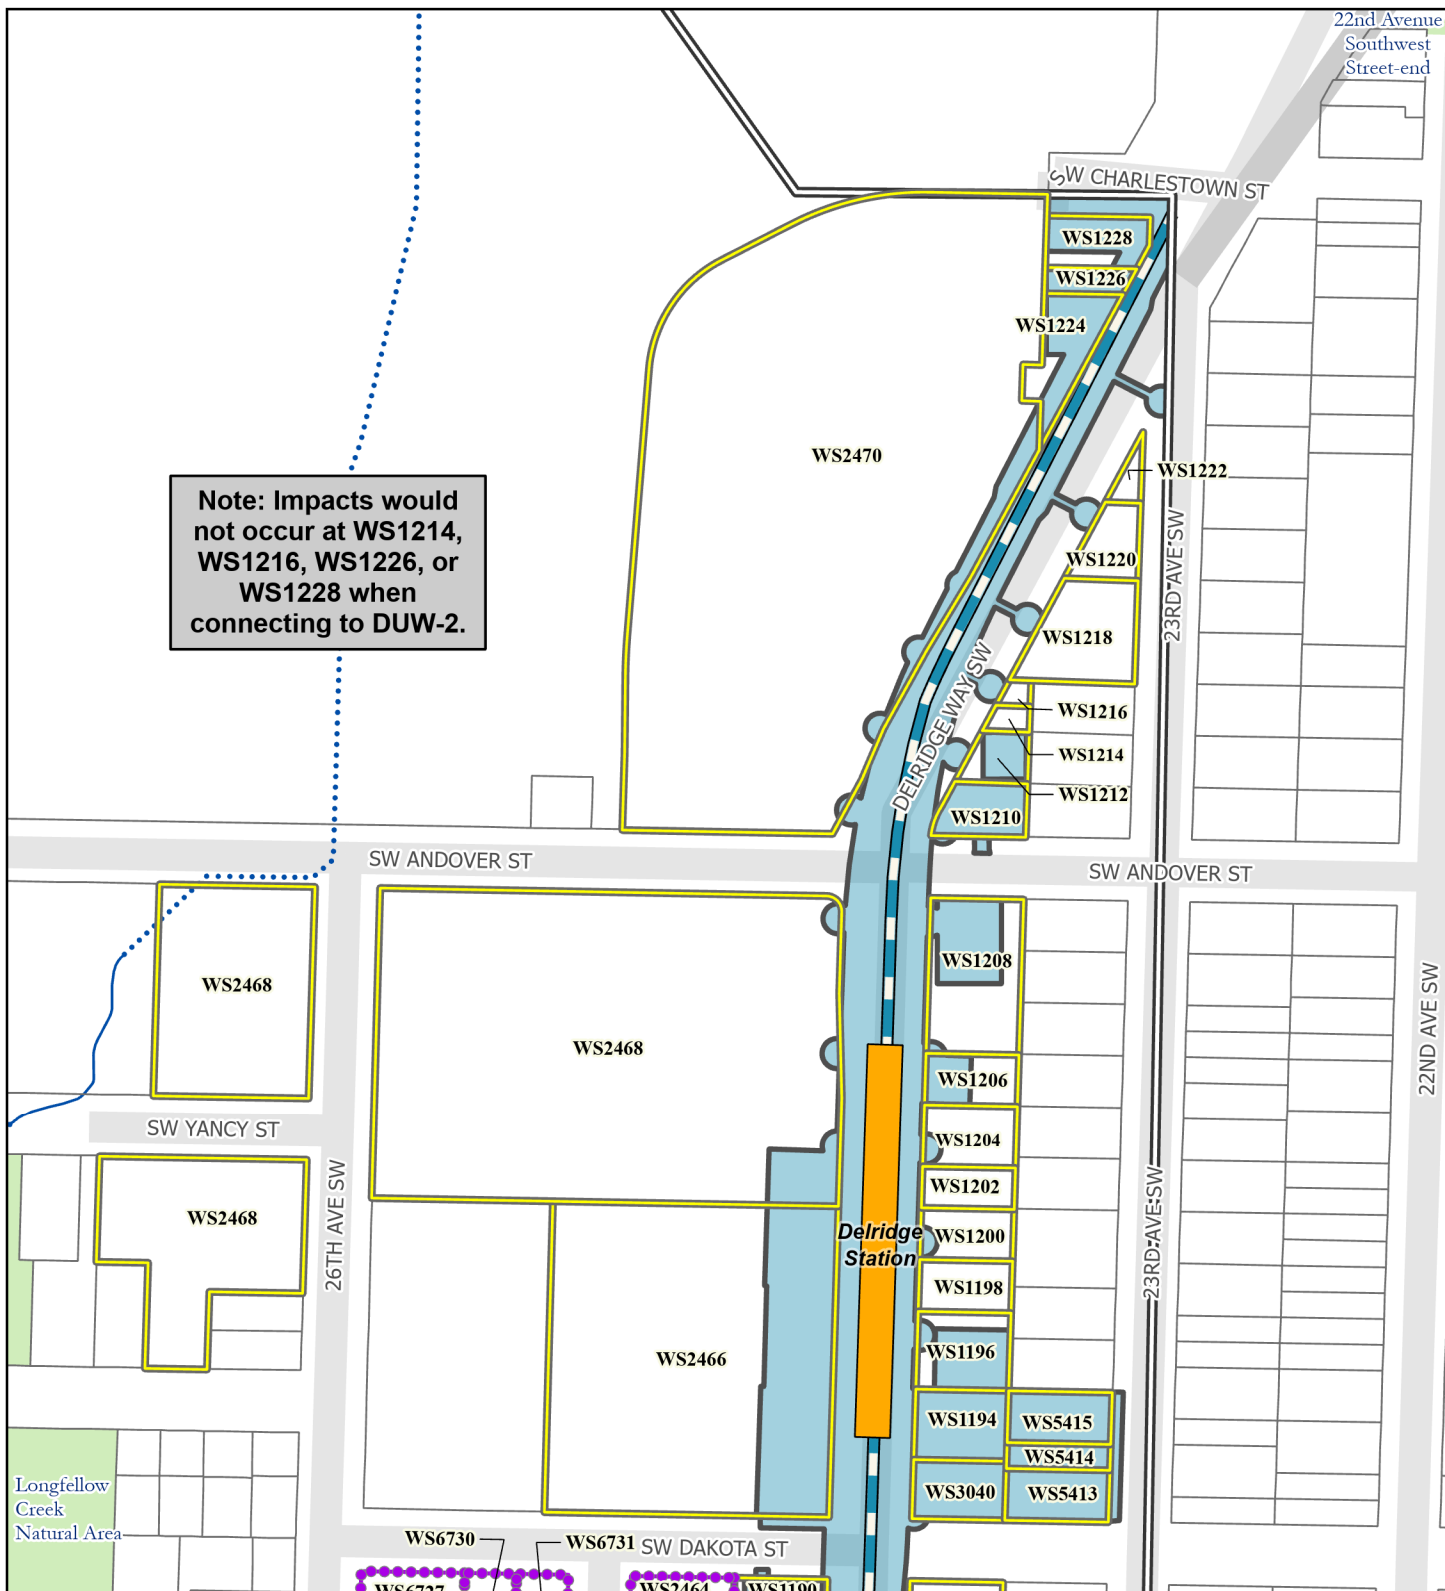 22nd Avenue
Southwest
Street-end
SW CHARLESTOWN ST
WS1228
WS1226
WS1224
WS2470
WS1222
Note: Impacts would
not occur at WS1214,
WS1216, WS1226, or
WS1228 when
connecting to DUW-2.
23RD AVE SW
WS1220
WS1218
DELRIDGE WAY SW
WS1216
WS1214
WS1212
WS1210
SW ANDOVER ST
SW ANDOVER ST
WS2468
WS2468
WS1208
22ND AVE SW
WS1206
SW YANCY ST
WS1204
WS1202
26TH AVE SW
WS2468
Delridge
Station
WS1200
23RD AVE SW
WS1198
WS2466
WS1196
WS1194
WS5415
WS5414
WS3040
WS5413
Longfellow
Creek
Natural Area
WS6730
WS6731
SW DAKOTA ST
WS6727
WS2464
WS1190